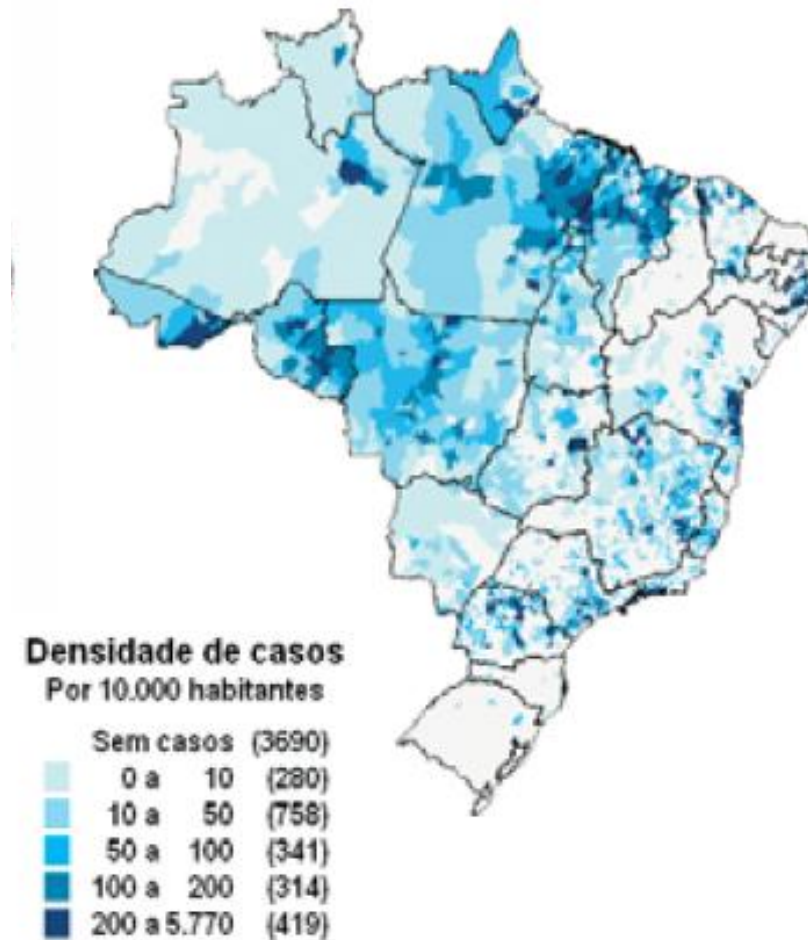 Densidade de casos
Por 10.000 habitantes
Sem casos (3690)
0 a 10 (280)
10 a 50 (758)
50 a 100 (341)
100 a 200 (314)
200 a 5.770 (419)